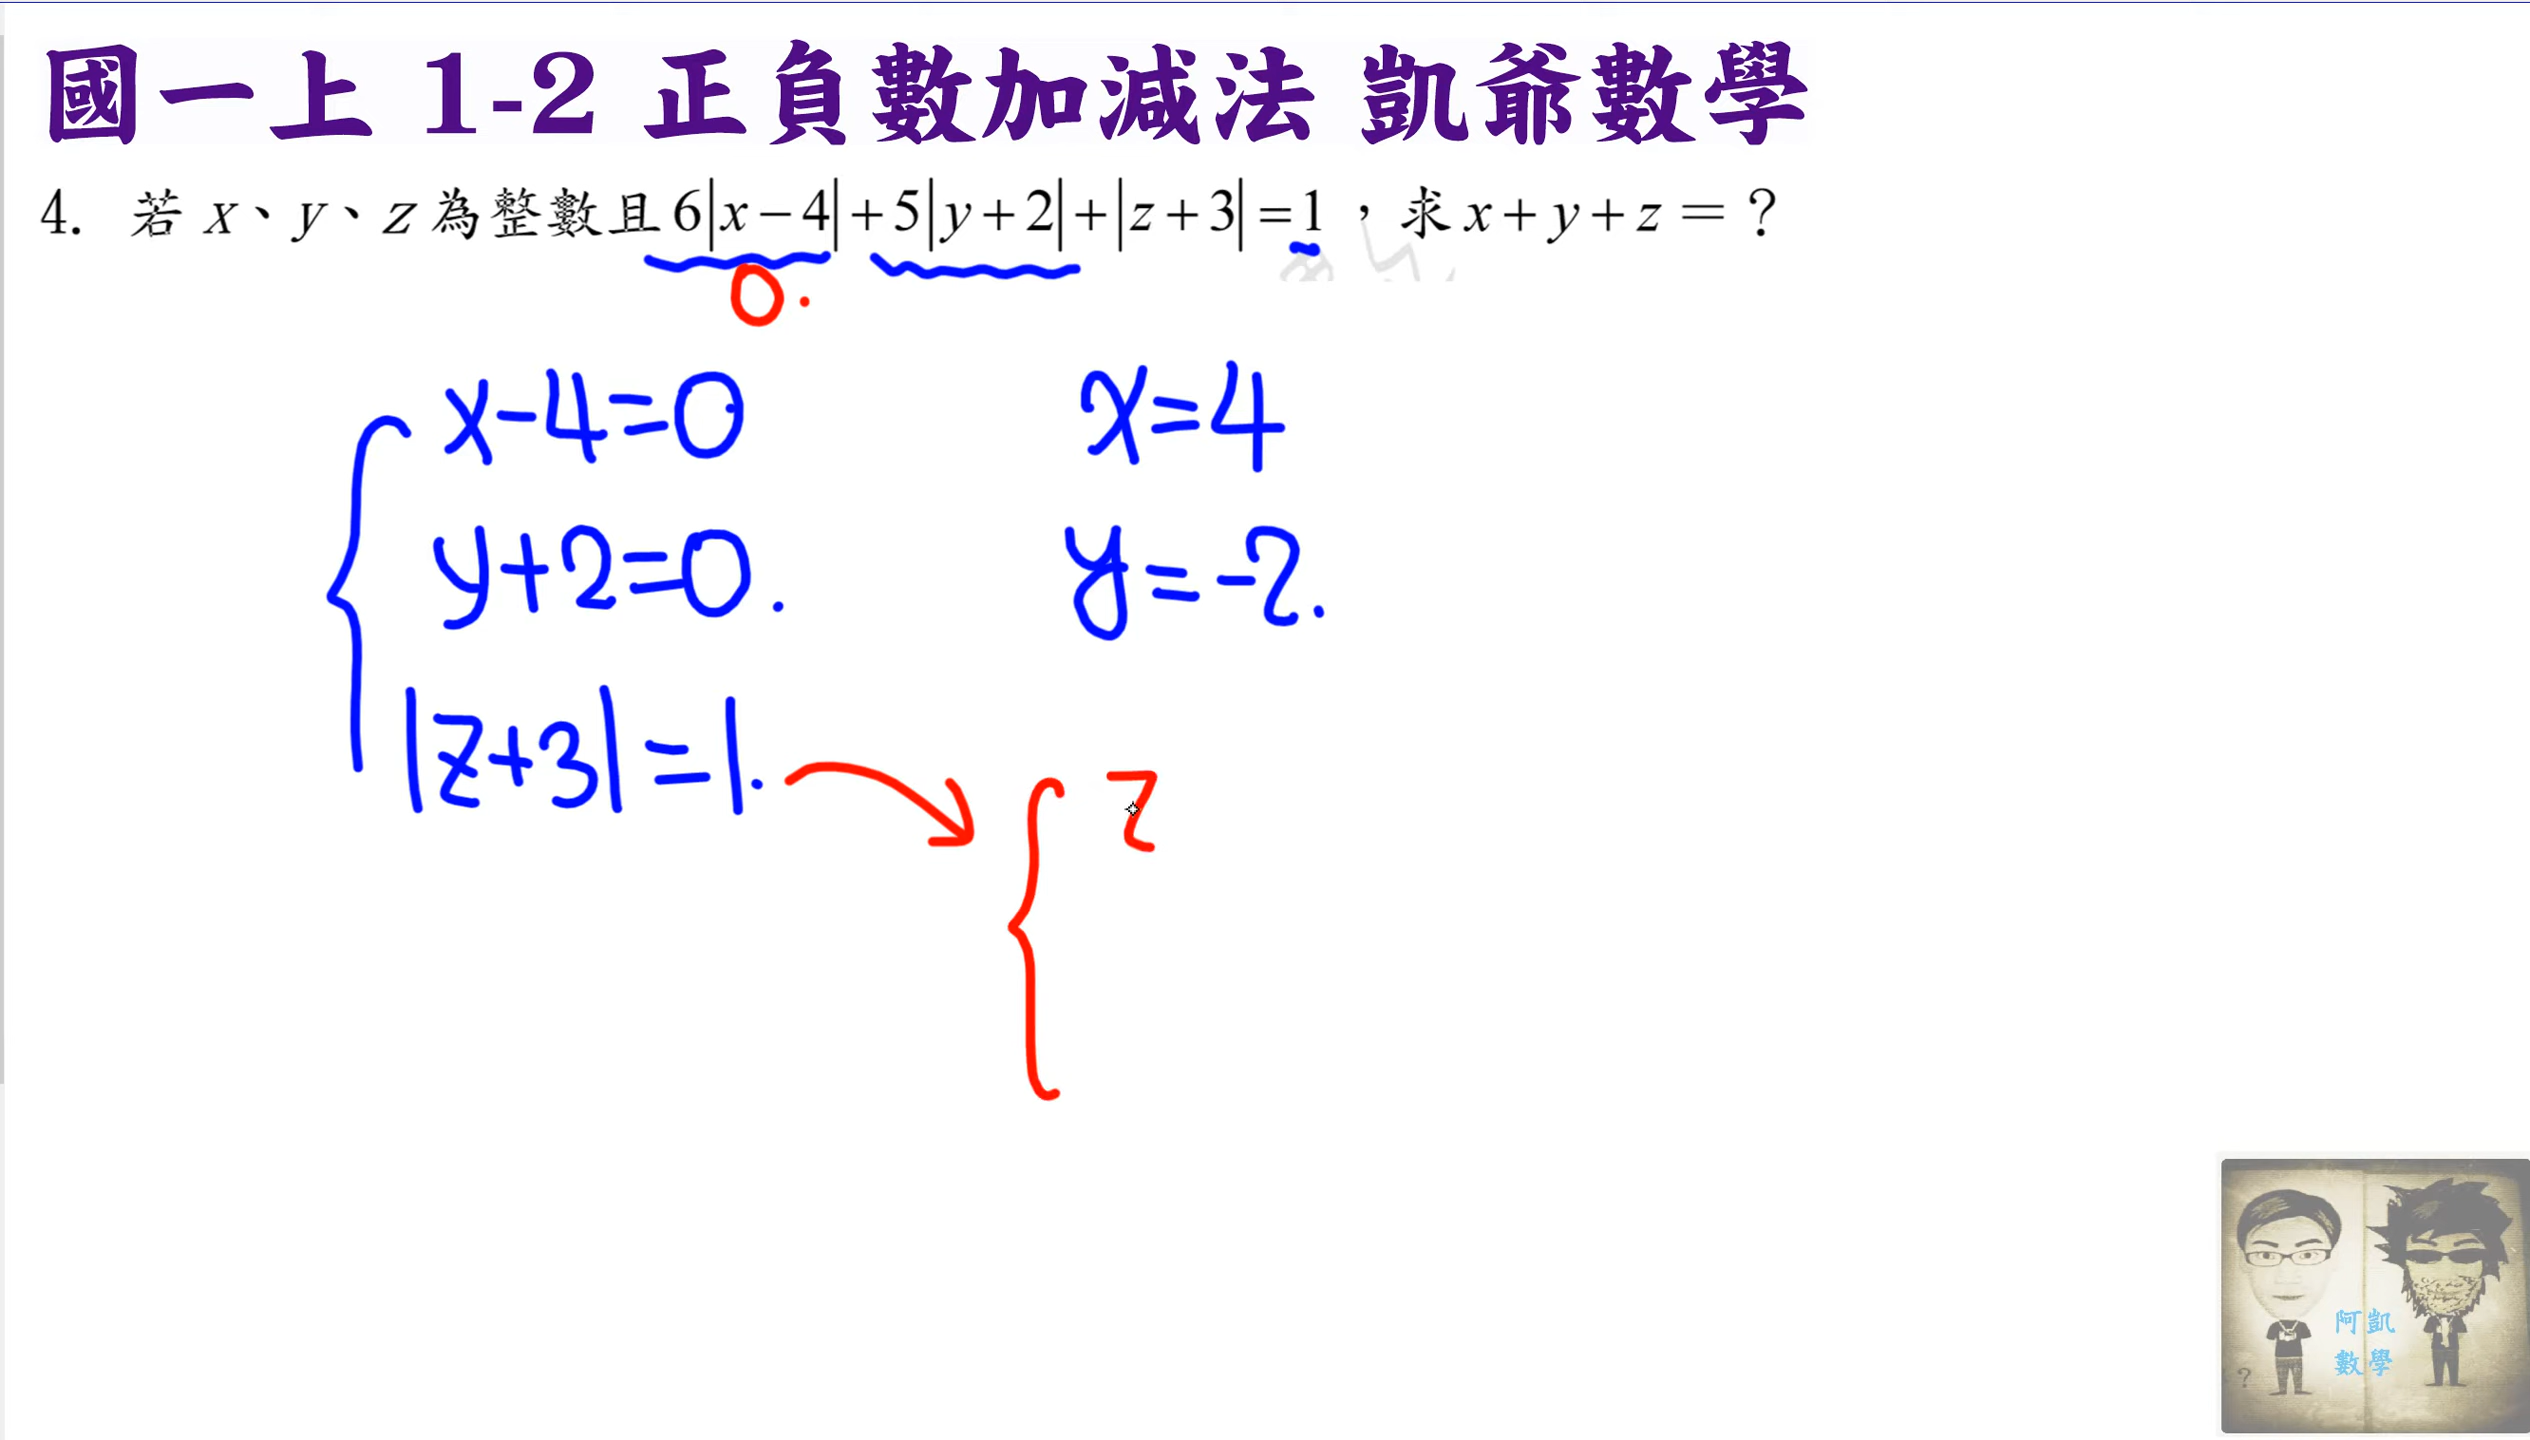 國一上 1-2 正負數加減法 凱爺數學
4. 若 x、y、z 為整數且 6|x-4|+5|y+2|+|z+3|=1，求 x+y+z=?
0.
x-4=0 x=4
y+2=0. y=-2.
|z+3|=1.
z
阿凱
數學
?